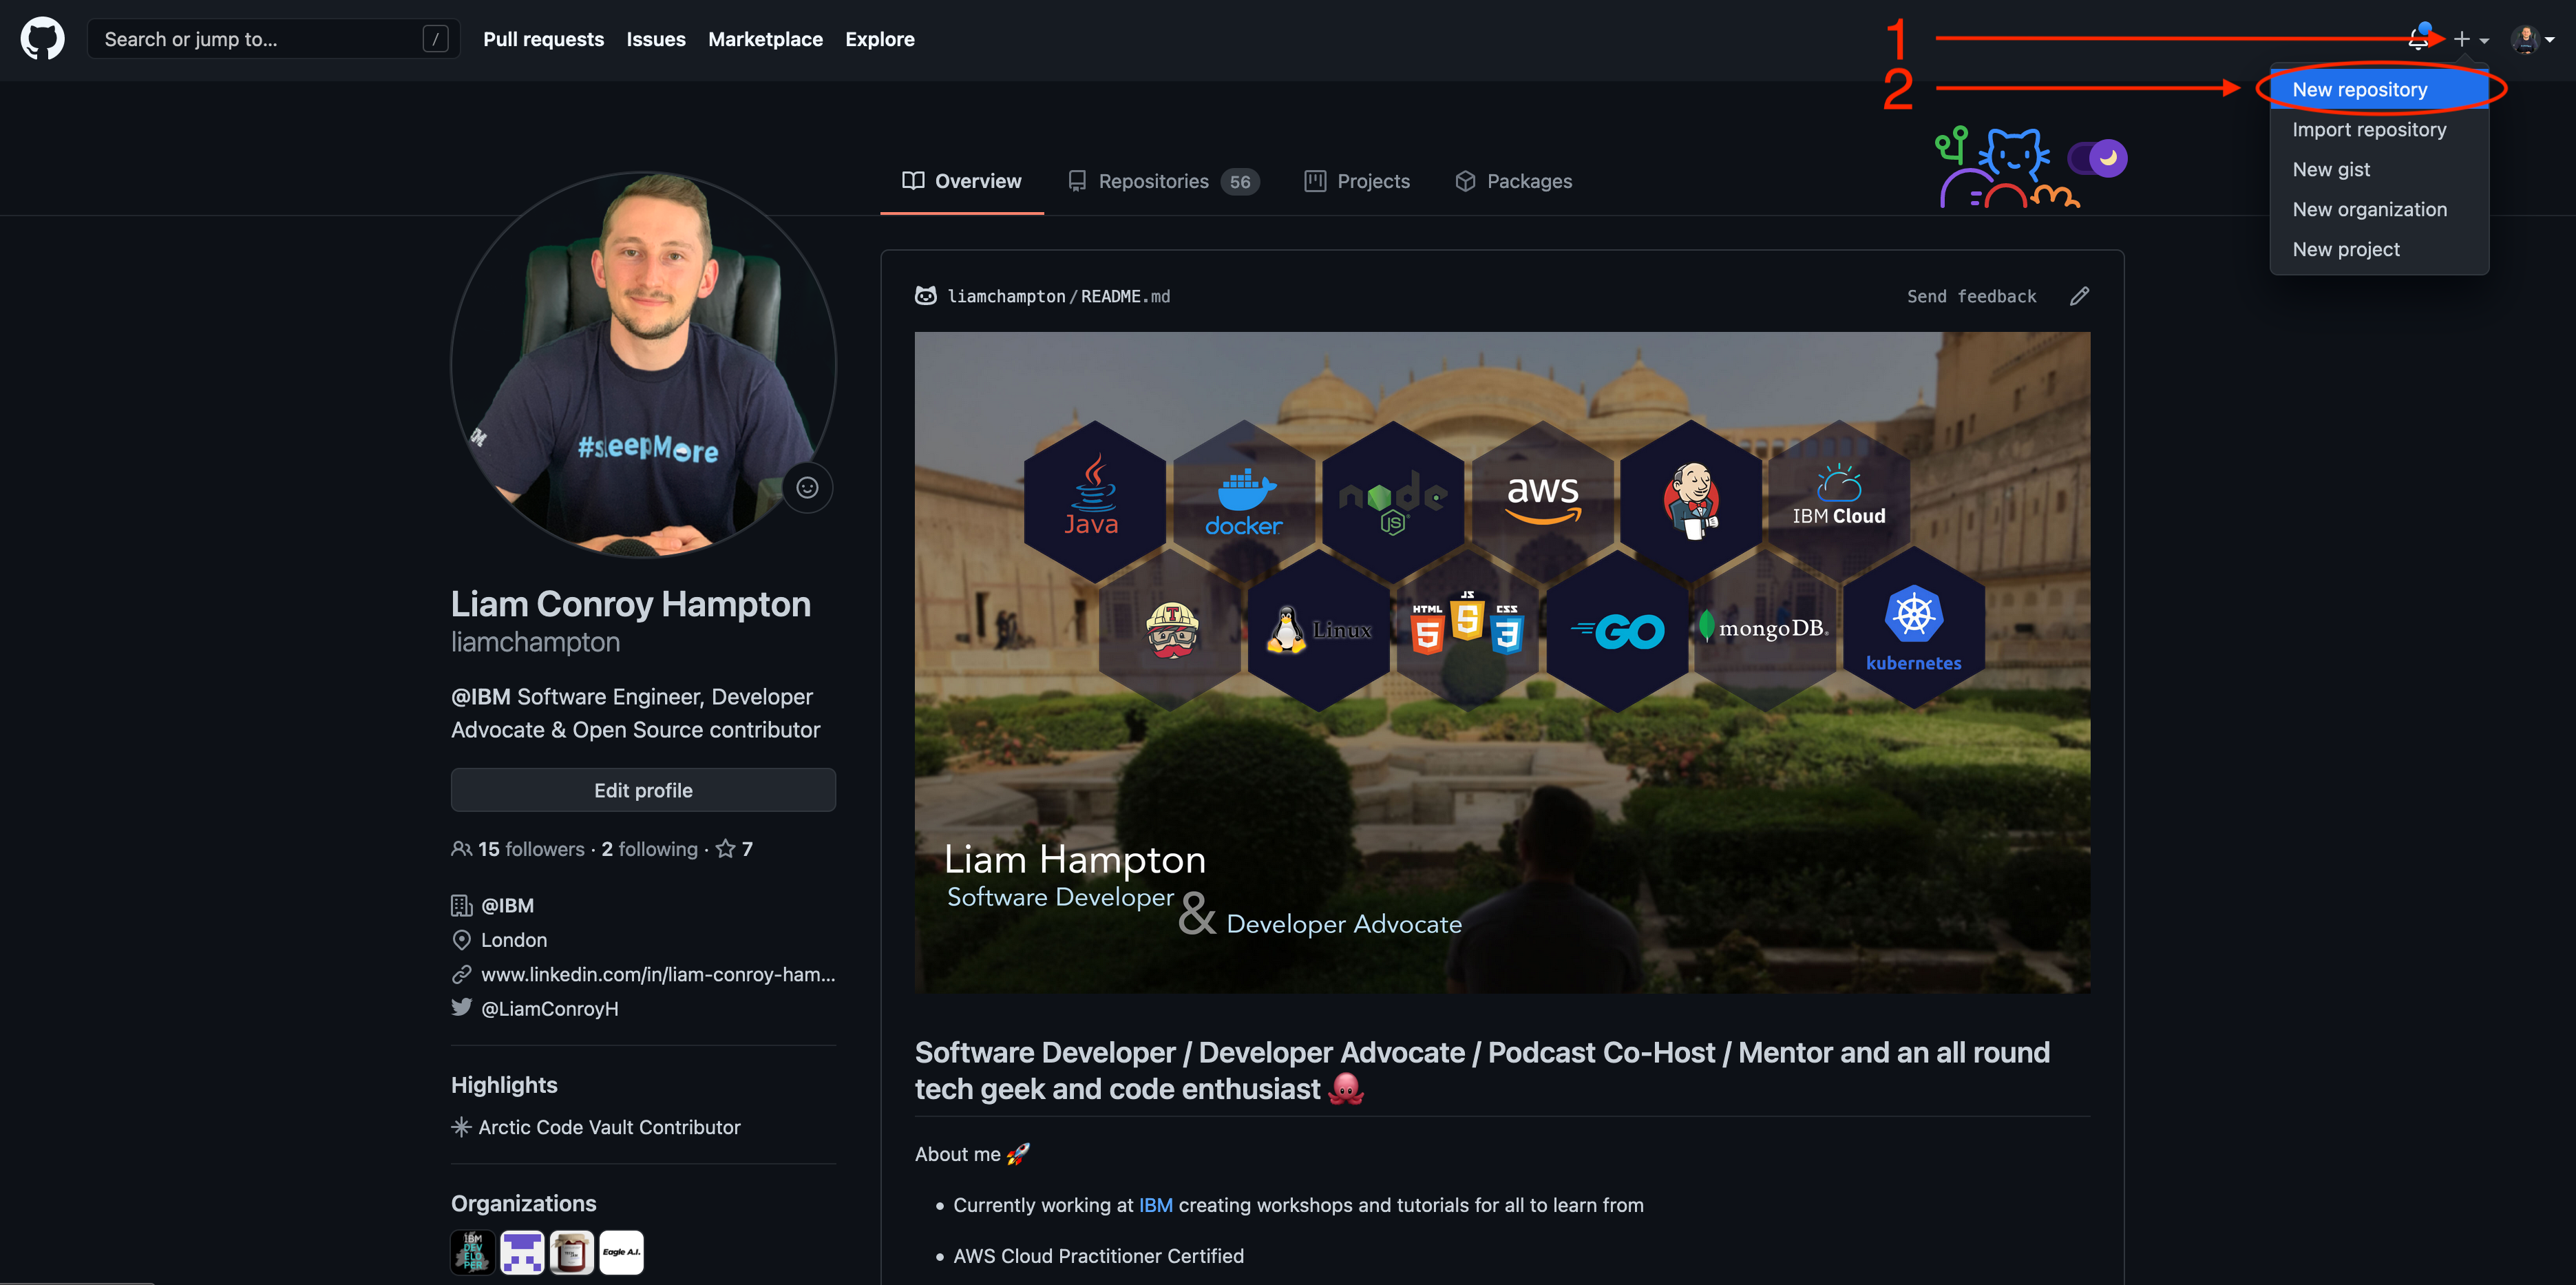 Search or jump to...
/
Pull requests
Issues
Marketplace
Explore
1
2
New repository
Import repository
New gist
New organization
New project
Overview
Repositories 56
Projects
Packages
#sleepMore
Liam Conroy Hampton
liamchampton
@IBM Software Engineer, Developer
Advocate & Open Source contributor
Edit profile
15 followers · 2 following · 7
@IBM
London
www.linkedin.com/in/liam-conroy-ham...
@LiamConroyH
Highlights
Arctic Code Vault Contributor
Organizations
IBM
DEV
ELO
PER
Eagle A.I.
liamchampton/README.md
Send feedback
Java
docker
node
JS
aws
IBM Cloud
T
Linux
HTML
5
JS
5
CSS
3
GO
mongoDB.
kubernetes
Liam Hampton
Software Developer
&
Developer Advocate
Software Developer / Developer Advocate / Podcast Co-Host / Mentor and an all round
tech geek and code enthusiast 🐙
About me 🚀
• Currently working at IBM creating workshops and tutorials for all to learn from
• AWS Cloud Practitioner Certified